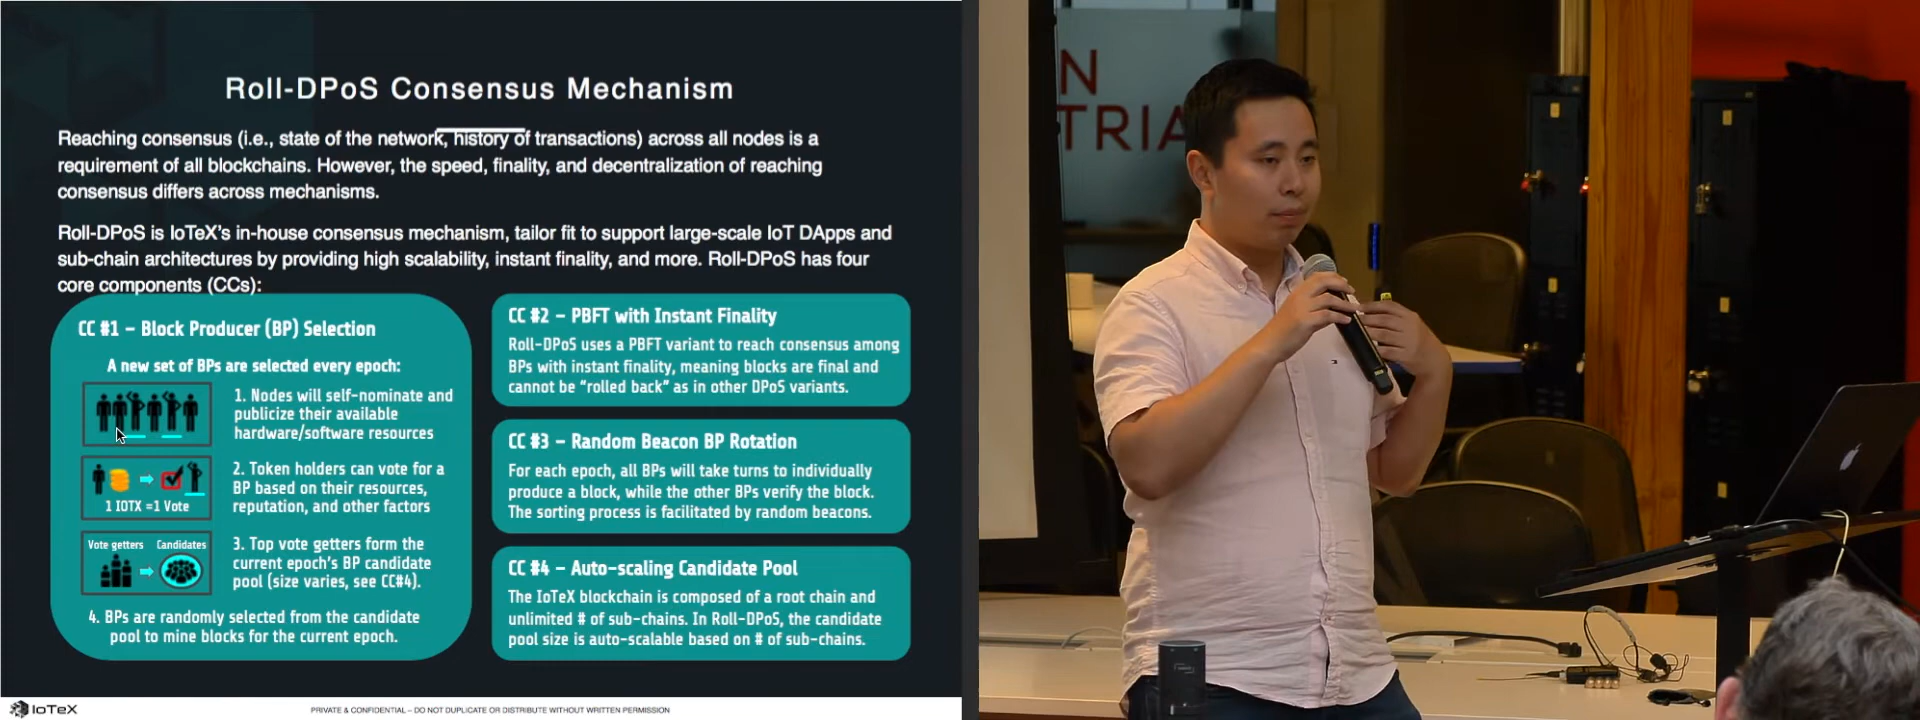 Roll-DPoS Consensus Mechanism
Reaching consensus (i.e., state of the network, history of transactions) across all nodes is a
requirement of all blockchains. However, the speed, finality, and decentralization of reaching
consensus differs across mechanisms.
Roll-DPoS is IoTeX's in-house consensus mechanism, tailor fit to support large-scale IoT DApps and
sub-chain architectures by providing high scalability, instant finality, and more. Roll-DPoS has four
core components (CCs):
CC #1 – Block Producer (BP) Selection
A new set of BPs are selected every epoch:
1. Nodes will self-nominate and
publicize their available
hardware/software resources
1 IOTX =1 Vote
2. Token holders can vote for a
BP based on their resources,
reputation, and other factors
Vote getters Candidates
3. Top vote getters form the
current epoch's BP candidate
pool (size varies, see CC#4).
4. BPs are randomly selected from the candidate
pool to mine blocks for the current epoch.
CC #2 – PBFT with Instant Finality
Roll-DPoS uses a PBFT variant to reach consensus among
BPs with instant finality, meaning blocks are final and
cannot be "rolled back" as in other DPoS variants.
CC #3 – Random Beacon BP Rotation
For each epoch, all BPs will take turns to individually
produce a block, while the other BPs verify the block.
The sorting process is facilitated by random beacons.
CC #4 – Auto-scaling Candidate Pool
The IoTeX blockchain is composed of a root chain and
unlimited # of sub-chains. In Roll-DPoS, the candidate
pool size is auto-scalable based on # of sub-chains.
IoTeX
PRIVATE & CONFIDENTIAL – DO NOT DUPLICATE OR DISTRIBUTE WITHOUT WRITTEN PERMISSION
N
TRIA